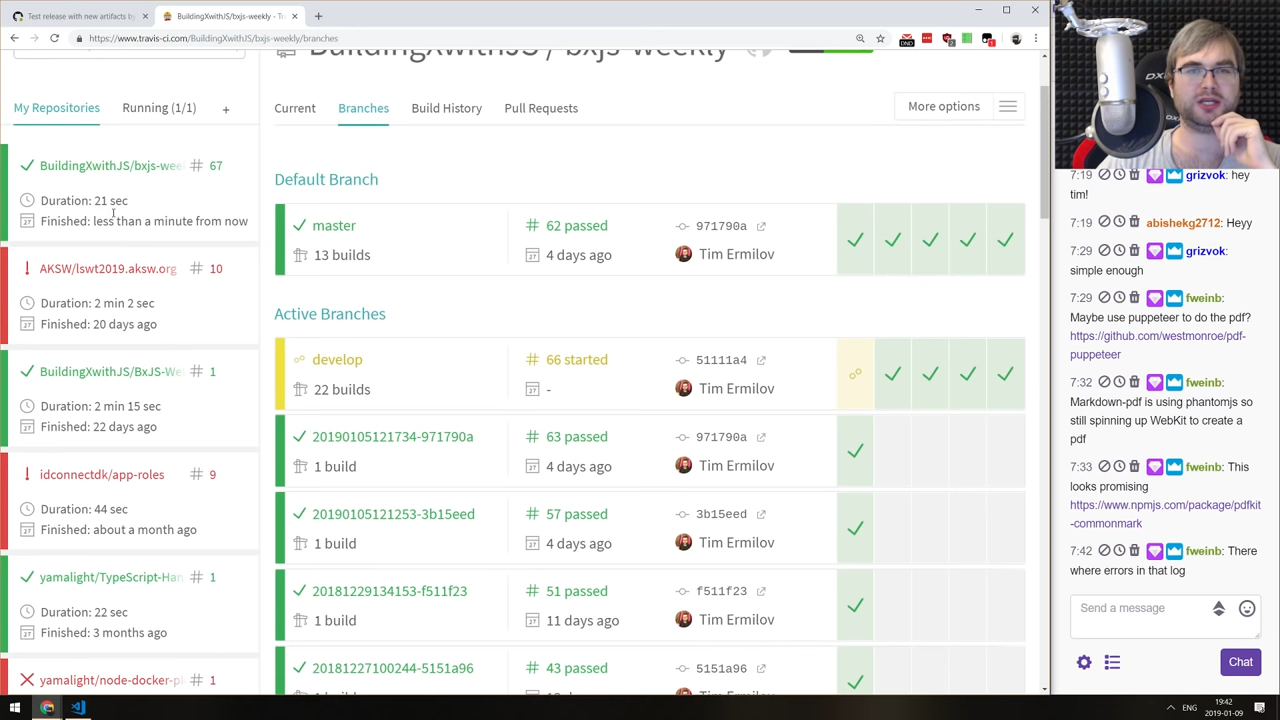 Test release with new artifacts by
BuildingXwithJS/bxjs-weekly - Tr
https://www.travis-ci.com/BuildingXwithJS/bxjs-weekly/branches
BuildingXwithJS / bxjs-weekly
My Repositories
Running (1/1)
+
BuildingXwithJS/bxjs-wee
# 67
Duration: 21 sec
Finished: less than a minute from now
AKSW/lswt2019.aksw.org
# 10
Duration: 2 min 2 sec
Finished: 20 days ago
BuildingXwithJS/BxJS-We
# 1
Duration: 2 min 15 sec
Finished: 22 days ago
idconnectdk/app-roles
# 9
Duration: 44 sec
Finished: about a month ago
yamalight/TypeScript-Han
# 1
Duration: 22 sec
Finished: 3 months ago
yamalight/node-docker-pl
# 1
Current
Branches
Build History
Pull Requests
More options
Default Branch
master
# 62 passed
971790a
13 builds
4 days ago
Tim Ermilov
Active Branches
develop
# 66 started
51111a4
22 builds
-
Tim Ermilov
20190105121734-971790a
# 63 passed
971790a
1 build
4 days ago
Tim Ermilov
20190105121253-3b15eed
# 57 passed
3b15eed
1 build
4 days ago
Tim Ermilov
20181229134153-f511f23
# 51 passed
f511f23
1 build
11 days ago
Tim Ermilov
20181227100244-5151a96
# 43 passed
5151a96
7:19 grizvok: hey
tim!
7:19 abishekg2712: Heyy
7:29 grizvok:
simple enough
7:29 fweinb:
Maybe use puppeteer to do the pdf?
https://github.com/westmonroe/pdf-
puppeteer
7:32 fweinb:
Markdown-pdf is using phantomjs so
still spinning up WebKit to create a
pdf
7:33 fweinb: This
looks promising
https://www.npmjs.com/package/pdfkit
-commonmark
7:42 fweinb: There
where errors in that log
Send a message
Chat
ENG
19:42
2019-01-09